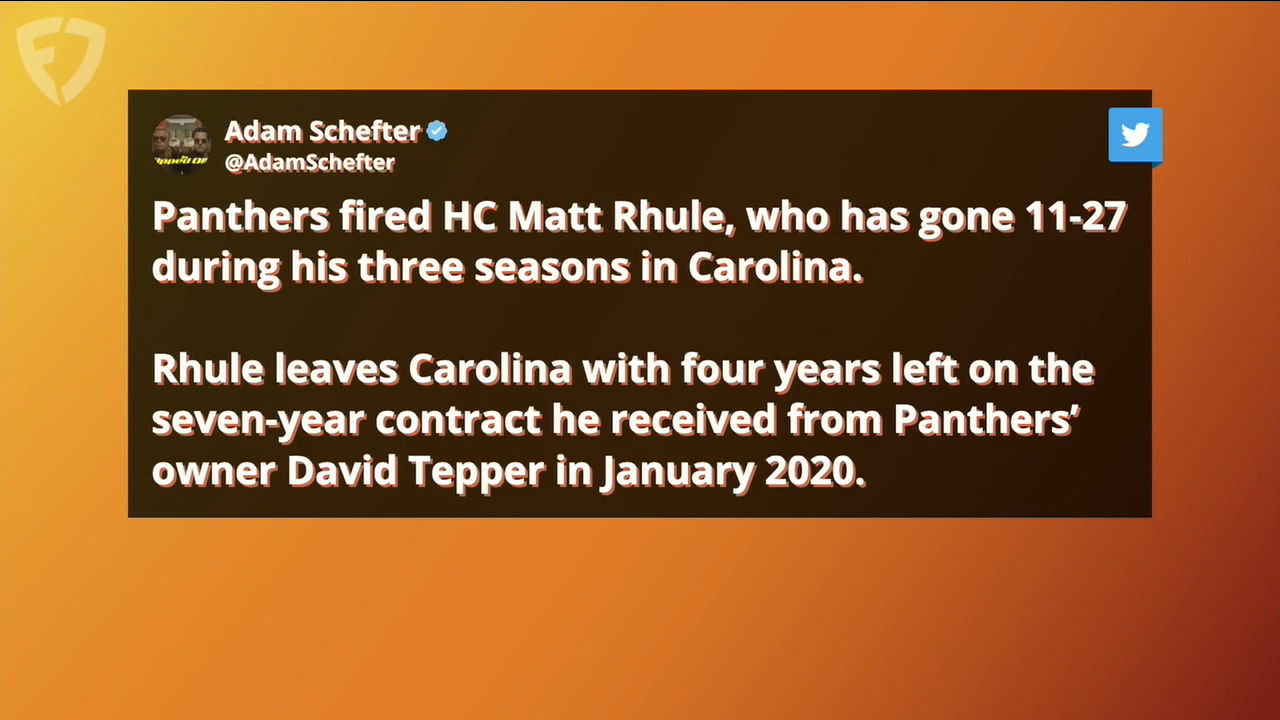 Adam Schefter
@AdamSchefter
Panthers fired HC Matt Rhule, who has gone 11-27
during his three seasons in Carolina.
Rhule leaves Carolina with four years left on the
seven-year contract he received from Panthers’
owner David Tepper in January 2020.